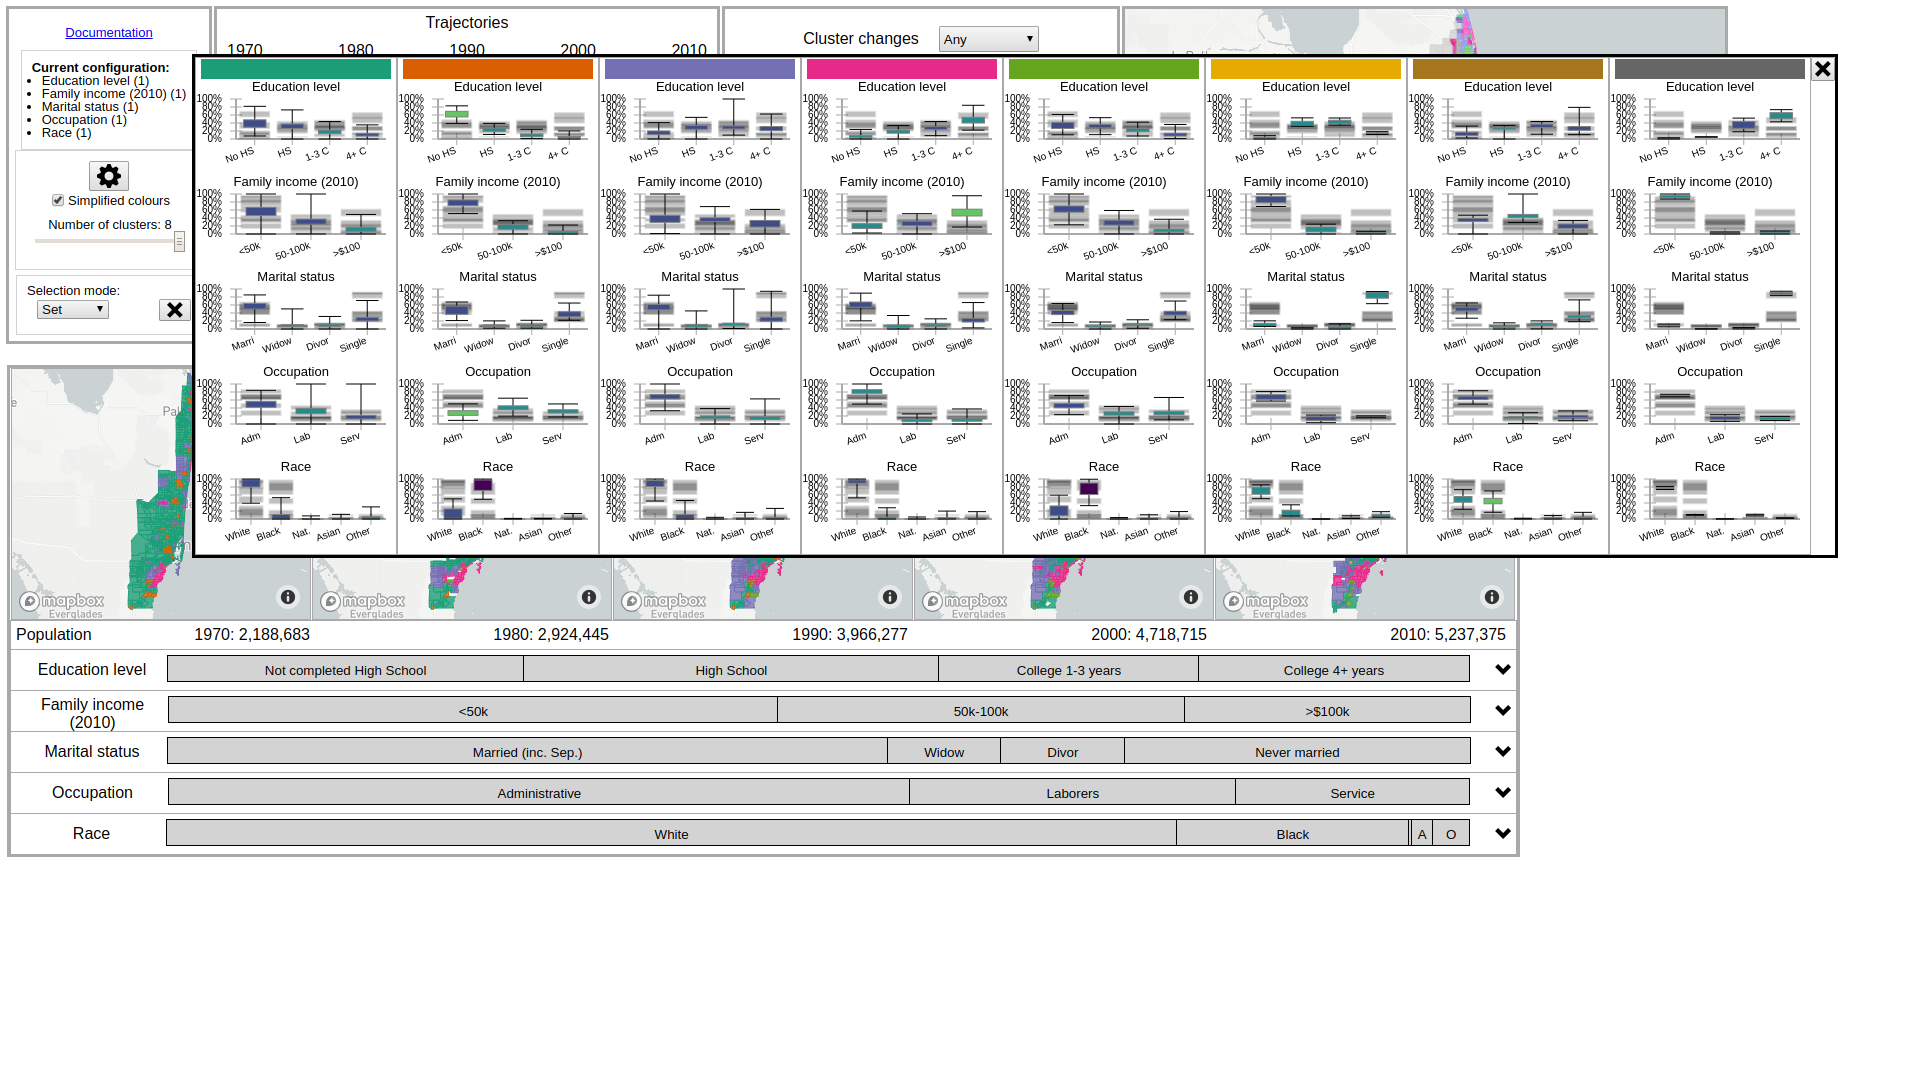 Documentation
Trajectories
1970 1980 1990 2000 2010
Cluster changes Any
Current configuration:
Education level (1)
Family income (2010) (1)
Marital status (1)
Occupation (1)
Race (1)
Simplified colours
Number of clusters: 8
Selection mode:
Set
Education level Education level Education level Education level Education level Education level Education level Education level
100% 100% 100% 100% 100% 100% 100% 100%
80% 80% 80% 80% 80% 80% 80% 80%
60% 60% 60% 60% 60% 60% 60% 60%
40% 40% 40% 40% 40% 40% 40% 40%
20% 20% 20% 20% 20% 20% 20% 20%
0% 0% 0% 0% 0% 0% 0% 0%
No HS HS 1-3 C 4+ C No HS HS 1-3 C 4+ C No HS HS 1-3 C 4+ C No HS HS 1-3 C 4+ C No HS HS 1-3 C 4+ C No HS HS 1-3 C 4+ C No HS HS 1-3 C 4+ C No HS HS 1-3 C 4+ C
Family income (2010) Family income (2010) Family income (2010) Family income (2010) Family income (2010) Family income (2010) Family income (2010) Family income (2010)
100% 100% 100% 100% 100% 100% 100% 100%
80% 80% 80% 80% 80% 80% 80% 80%
60% 60% 60% 60% 60% 60% 60% 60%
40% 40% 40% 40% 40% 40% 40% 40%
20% 20% 20% 20% 20% 20% 20% 20%
0% 0% 0% 0% 0% 0% 0% 0%
<50k 50-100k >$100 <50k 50-100k >$100 <50k 50-100k >$100 <50k 50-100k >$100 <50k 50-100k >$100 <50k 50-100k >$100 <50k 50-100k >$100 <50k 50-100k >$100
Marital status Marital status Marital status Marital status Marital status Marital status Marital status Marital status
100% 100% 100% 100% 100% 100% 100% 100%
80% 80% 80% 80% 80% 80% 80% 80%
60% 60% 60% 60% 60% 60% 60% 60%
40% 40% 40% 40% 40% 40% 40% 40%
20% 20% 20% 20% 20% 20% 20% 20%
0% 0% 0% 0% 0% 0% 0% 0%
Marri Widow Divor Single Marri Widow Divor Single Marri Widow Divor Single Marri Widow Divor Single Marri Widow Divor Single Marri Widow Divor Single Marri Widow Divor Single Marri Widow Divor Single
Occupation Occupation Occupation Occupation Occupation Occupation Occupation Occupation
100% 100% 100% 100% 100% 100% 100% 100%
80% 80% 80% 80% 80% 80% 80% 80%
60% 60% 60% 60% 60% 60% 60% 60%
40% 40% 40% 40% 40% 40% 40% 40%
20% 20% 20% 20% 20% 20% 20% 20%
0% 0% 0% 0% 0% 0% 0% 0%
Adm Lab Serv Adm Lab Serv Adm Lab Serv Adm Lab Serv Adm Lab Serv Adm Lab Serv Adm Lab Serv Adm Lab Serv
Race Race Race Race Race Race Race Race
100% 100% 100% 100% 100% 100% 100% 100%
80% 80% 80% 80% 80% 80% 80% 80%
60% 60% 60% 60% 60% 60% 60% 60%
40% 40% 40% 40% 40% 40% 40% 40%
20% 20% 20% 20% 20% 20% 20% 20%
0% 0% 0% 0% 0% 0% 0% 0%
White Black Nat. Asian Other White Black Nat. Asian Other White Black Nat. Asian Other White Black Nat. Asian Other White Black Nat. Asian Other White Black Nat. Asian Other White Black Nat. Asian Other White Black Nat. Asian Other
mapbox mapbox mapbox mapbox mapbox
Everglades Everglades Everglades Everglades Everglades
Population 1970: 2,188,683 1980: 2,924,445 1990: 3,966,277 2000: 4,718,715 2010: 5,237,375
Education level Not completed High School High School College 1-3 years College 4+ years
Family income
(2010) <50k 50k-100k >$100k
Marital status Married (inc. Sep.) Widow Divor Never married
Occupation Administrative Laborers Service
Race White Black A O